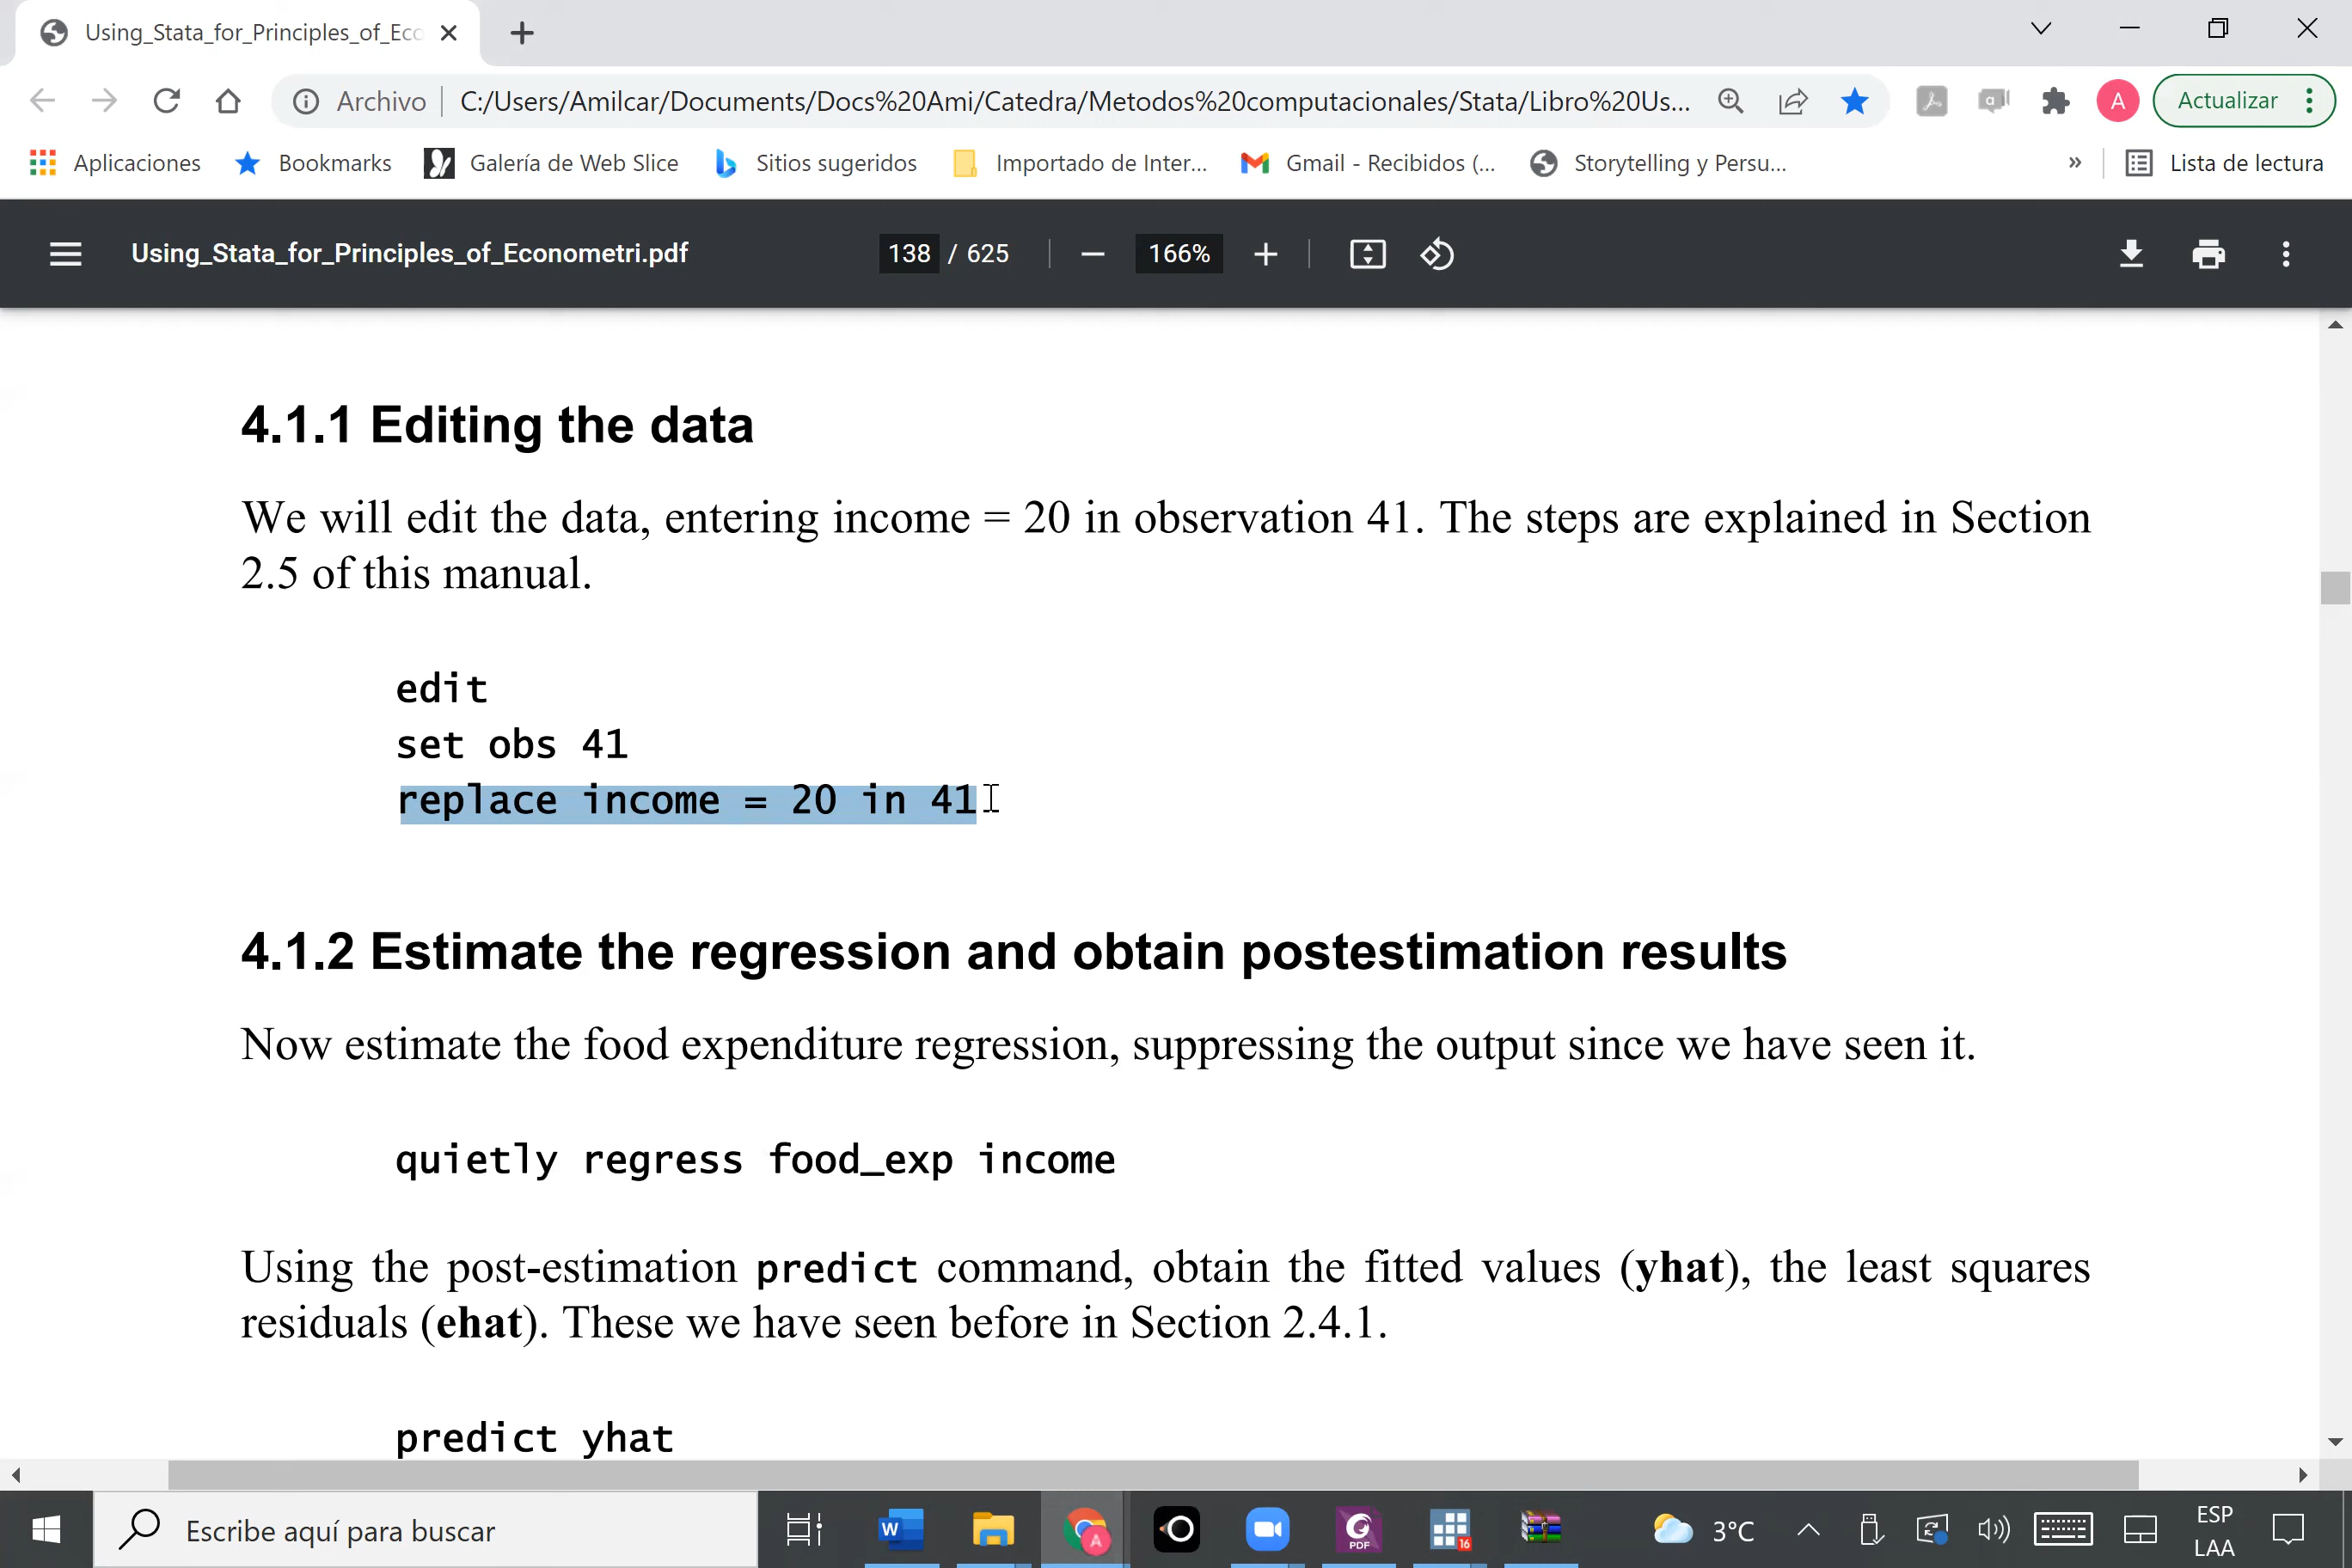 Using_Stata_for_Principles_of_Eco
Archivo
C:/Users/Amilcar/Documents/Docs%20Ami/Catedra/Metodos%20computacionales/Stata/Libro%20Us...
A
Actualizar
Aplicaciones
Bookmarks
Galería de Web Slice
Sitios sugeridos
Importado de Inter...
Gmail - Recibidos (...
Storytelling y Persu...
»
Lista de lectura
Using_Stata_for_Principles_of_Econometri.pdf
138 / 625
166%
4.1.1 Editing the data
We will edit the data, entering income = 20 in observation 41. The steps are explained in Section
2.5 of this manual.
edit
set obs 41
replace income = 20 in 41
4.1.2 Estimate the regression and obtain postestimation results
Now estimate the food expenditure regression, suppressing the output since we have seen it.
quietly regress food_exp income
Using the post-estimation predict command, obtain the fitted values (yhat), the least squares
residuals (ehat). These we have seen before in Section 2.4.1.
predict yhat
Escribe aquí para buscar
W
A
PDF
16
3°C
ESP
LAA